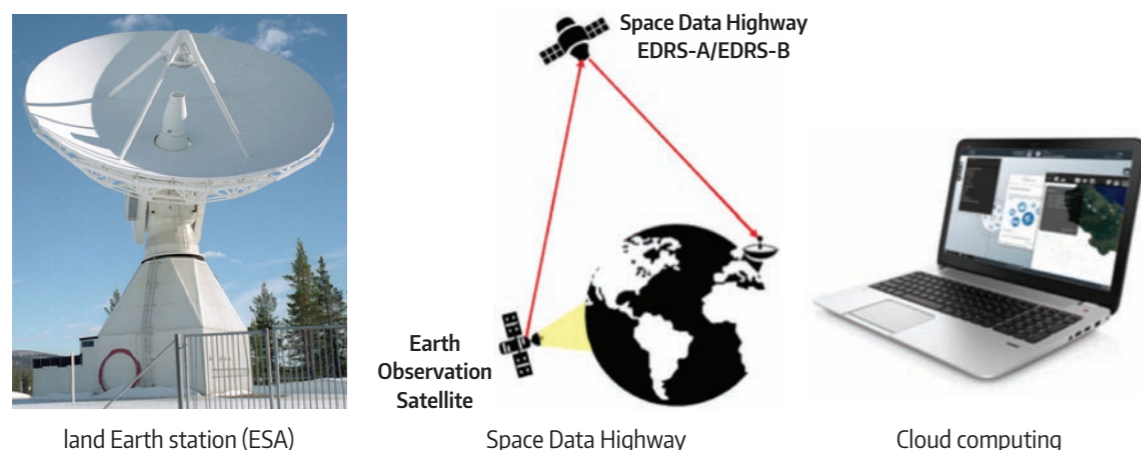 Space Data Highway
EDRS-A/EDRS-B
Earth
Observation
Satellite
land Earth station (ESA)
Space Data Highway
Cloud computing